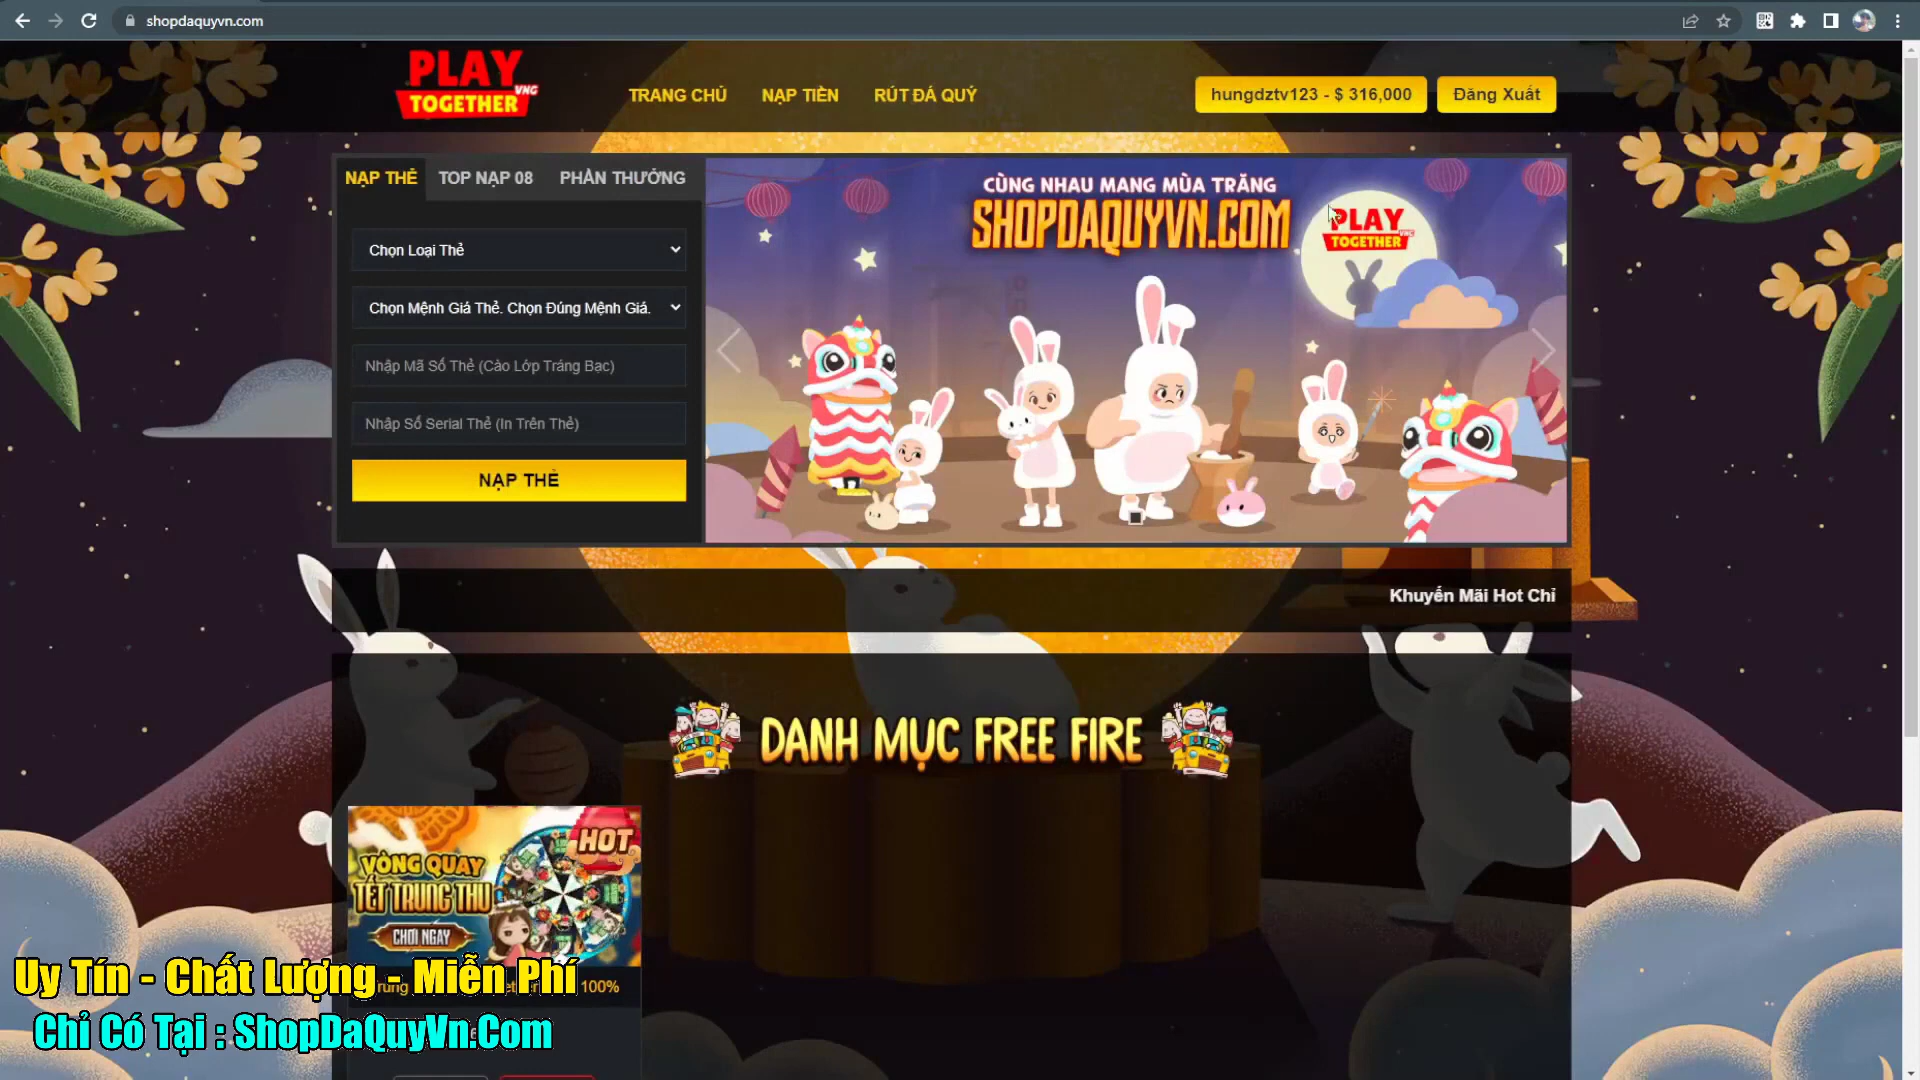 shopdaquyvn.com
PLAY
TOGETHER
VNG
TRANG CHỦ
NẠP TIỀN
RÚT ĐÁ QUÝ
hungdztv123 - $ 316,000
Đăng Xuất
NẠP THẺ
TOP NẠP 08
PHẦN THƯỞNG
Chọn Loại Thẻ
Chọn Mệnh Giá Thẻ. Chọn Đúng Mệnh Giá.
Nhập Mã Số Thẻ (Cào Lớp Tráng Bạc)
Nhập Số Serial Thẻ (In Trên Thẻ)
NẠP THẺ
CÙNG NHAU MANG MÙA TRĂNG
SHOPDAQUYVN.COM
PLAY
TOGETHER
VNG
Khuyến Mãi Hot Chỉ
DANH MỤC FREE FIRE
HOT
VÒNG QUAY
TẾT TRUNG THU
CHƠI NGAY
100%
Uy Tín - Chất Lượng - Miễn Phí
Chỉ Có Tại : ShopDaQuyVn.Com